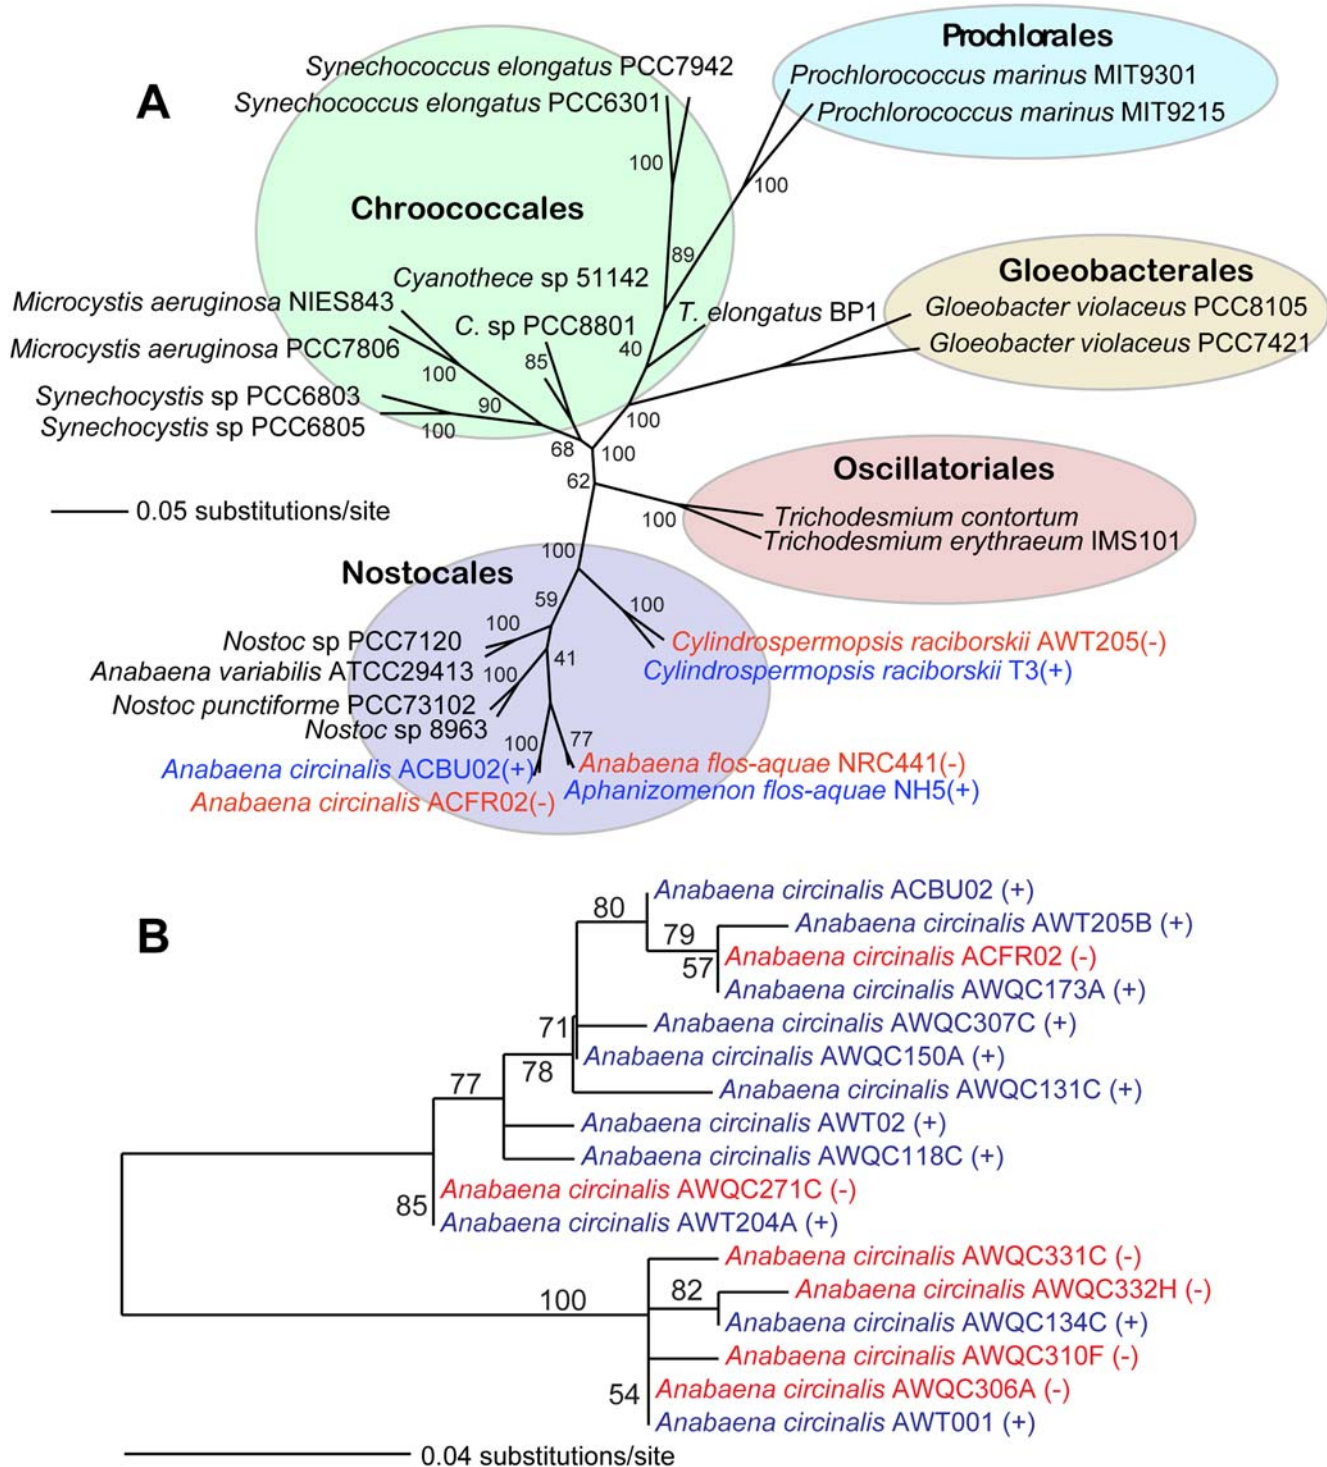 A
Synechococcus elongatus PCC7942
Synechococcus elongatus PCC6301
100
Chroococcales
89
Prochlorales
Prochlorococcus marinus MIT9301
Prochlorococcus marinus MIT9215
100
Cyanothece sp 51142
C. sp PCC8801
85
T. elongatus BP1
40
Gloeobacterales
Gloeobacter violaceus PCC8105
Gloeobacter violaceus PCC7421
100
Microcystis aeruginosa NIES843
Microcystis aeruginosa PCC7806
100
Synechocystis sp PCC6803
Synechocystis sp PCC6805
100
90
68
100
62
0.05 substitutions/site
Oscillatoriales
Trichodesmium contortum
Trichodesmium erythraeum IMS101
100
100
Nostocales
59
100
100
41
100
77
100
Nostoc sp PCC7120
Anabaena variabilis ATCC29413
Nostoc punctiforme PCC73102
Nostoc sp 8963
Anabaena circinalis ACBU02(+)
Anabaena circinalis ACFR02(-)
Cylindrospermopsis raciborskii AWT205(-)
Cylindrospermopsis raciborskii T3(+)
Anabaena flos-aquae NRC441(-)
Aphanizomenon flos-aquae NH5(+)
B
80
79
57
71
78
77
85
100
82
54
Anabaena circinalis ACBU02 (+)
Anabaena circinalis AWT205B (+)
Anabaena circinalis ACFR02 (-)
Anabaena circinalis AWQC173A (+)
Anabaena circinalis AWQC307C (+)
Anabaena circinalis AWQC150A (+)
Anabaena circinalis AWQC131C (+)
Anabaena circinalis AWT02 (+)
Anabaena circinalis AWQC118C (+)
Anabaena circinalis AWQC271C (-)
Anabaena circinalis AWT204A (+)
Anabaena circinalis AWQC331C (-)
Anabaena circinalis AWQC332H (-)
Anabaena circinalis AWQC134C (+)
Anabaena circinalis AWQC310F (-)
Anabaena circinalis AWQC306A (-)
Anabaena circinalis AWT001 (+)
0.04 substitutions/site